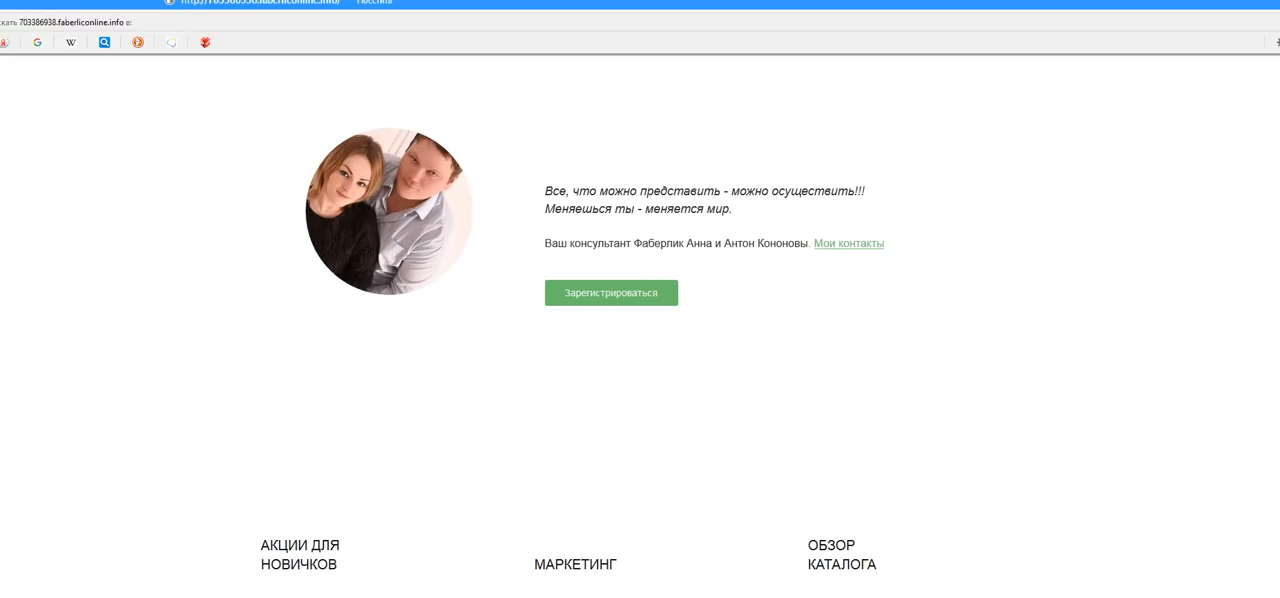 скать 703386938.faberliconline.info в:
Все, что можно представить - можно осуществить!!!
Меняешься ты - меняется мир.
Ваш консультант Фаберлик Анна и Антон Кононовы. Мои контакты
Зарегистрироваться
АКЦИИ ДЛЯ
НОВИЧКОВ
МАРКЕТИНГ
ОБЗОР
КАТАЛОГА